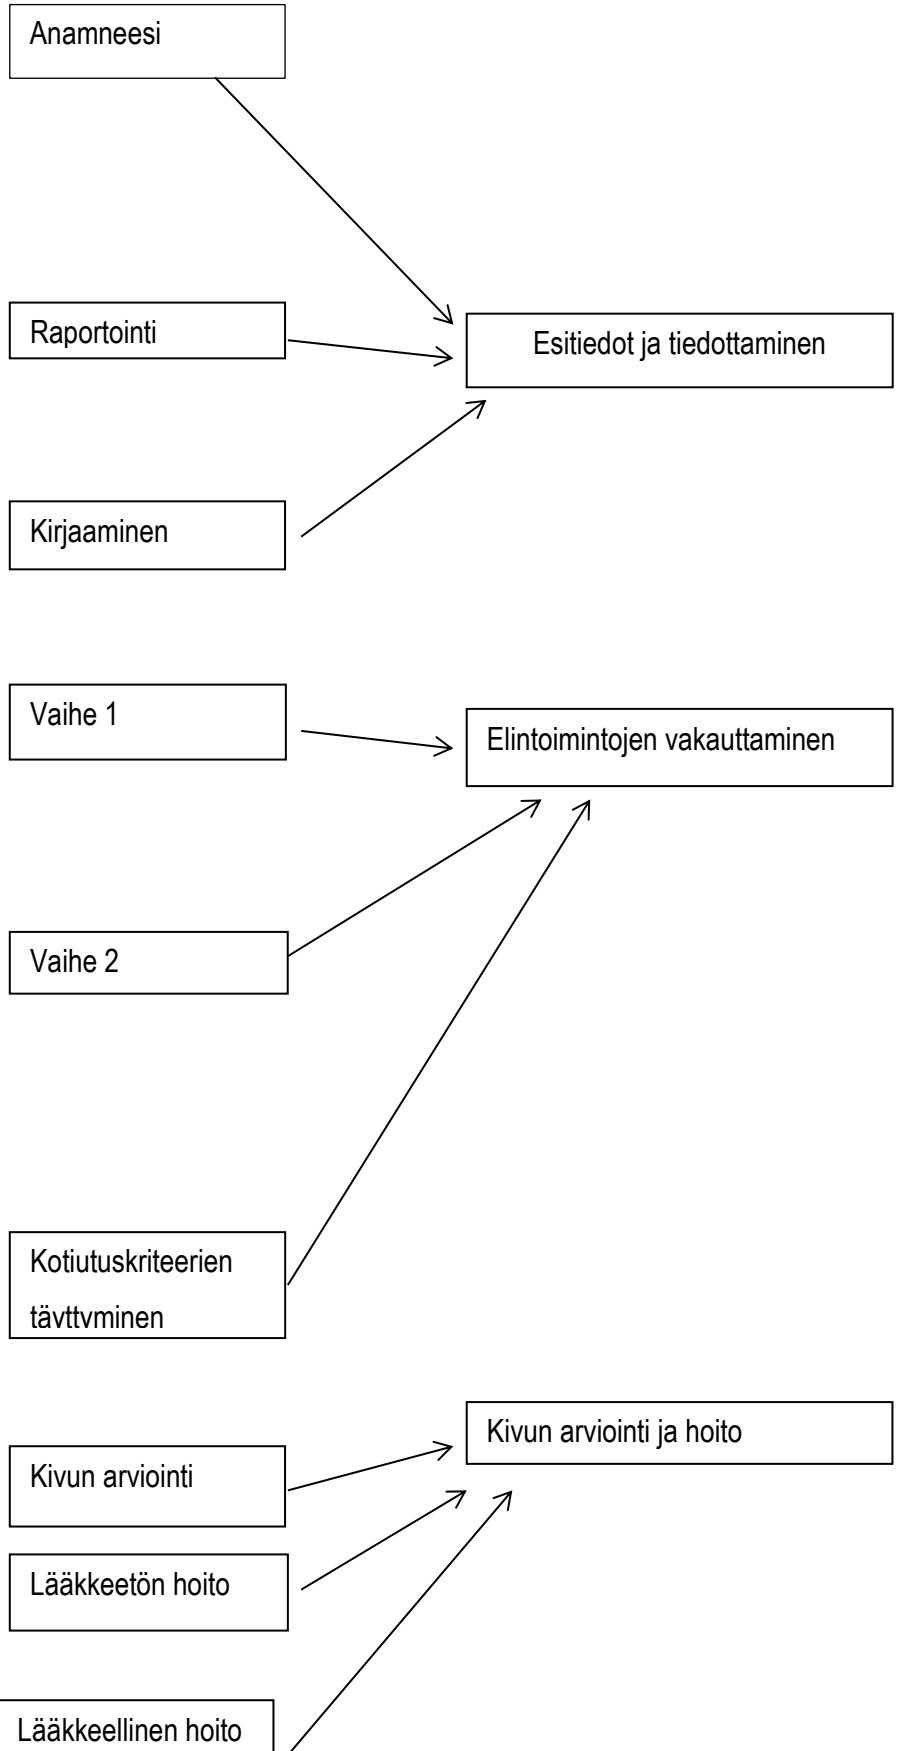 Anamneesi
Raportointi
Esitiedot ja tiedottaminen
Kirjaaminen
Vaihe 1
Elintoimintojen vakauttaminen
Vaihe 2
Kotiutuskriteerien
täyttyminen
Kivun arviointi ja hoito
Kivun arviointi
Lääkkeetön hoito
Lääkkeellinen hoito